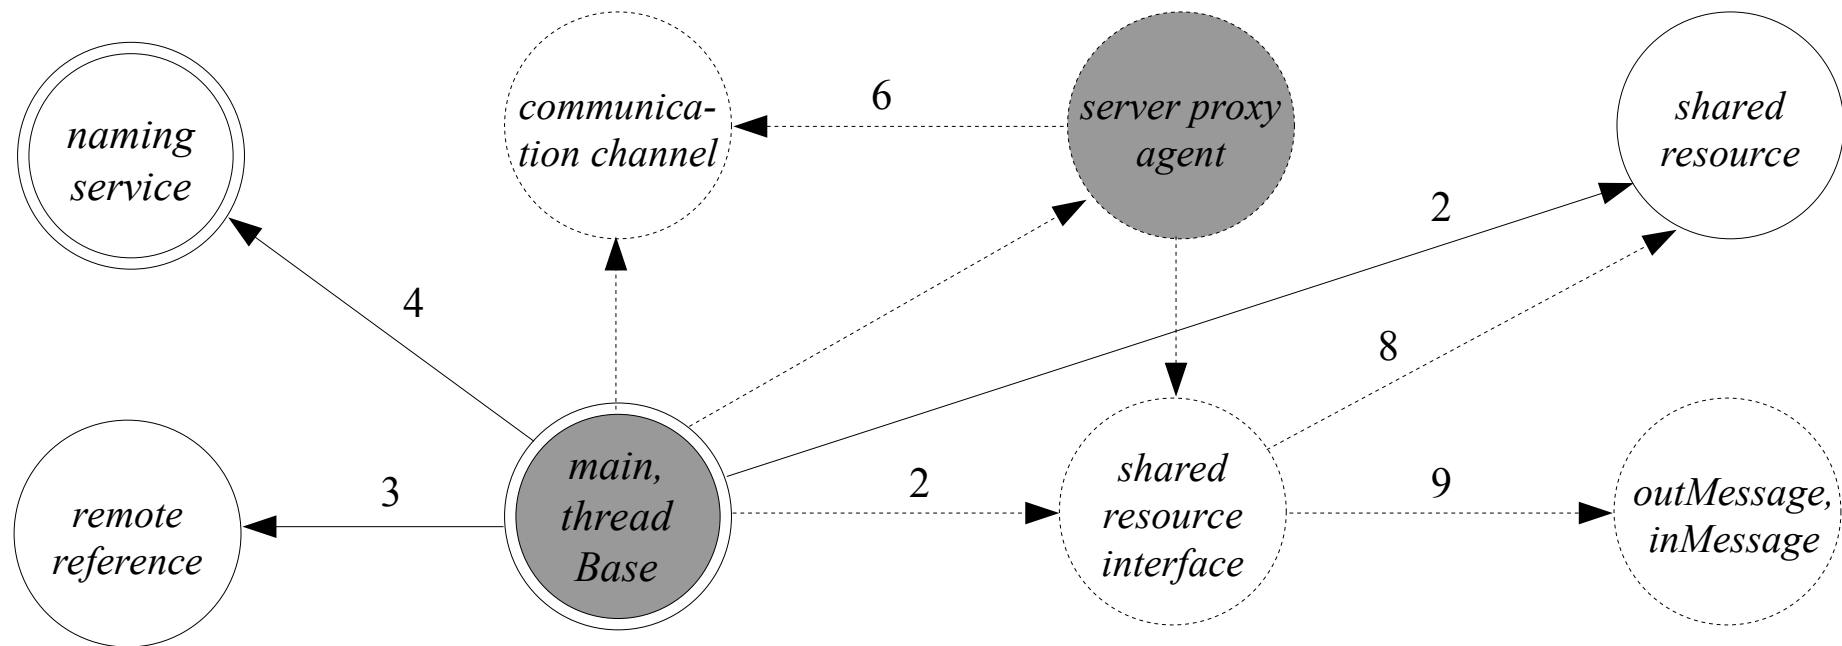 naming
service
communica-
tion channel
6
server proxy
agent
shared
resource
4
2
8
remote
reference
3
main,
thread
Base
2
shared
resource
interface
9
outMessage,
inMessage